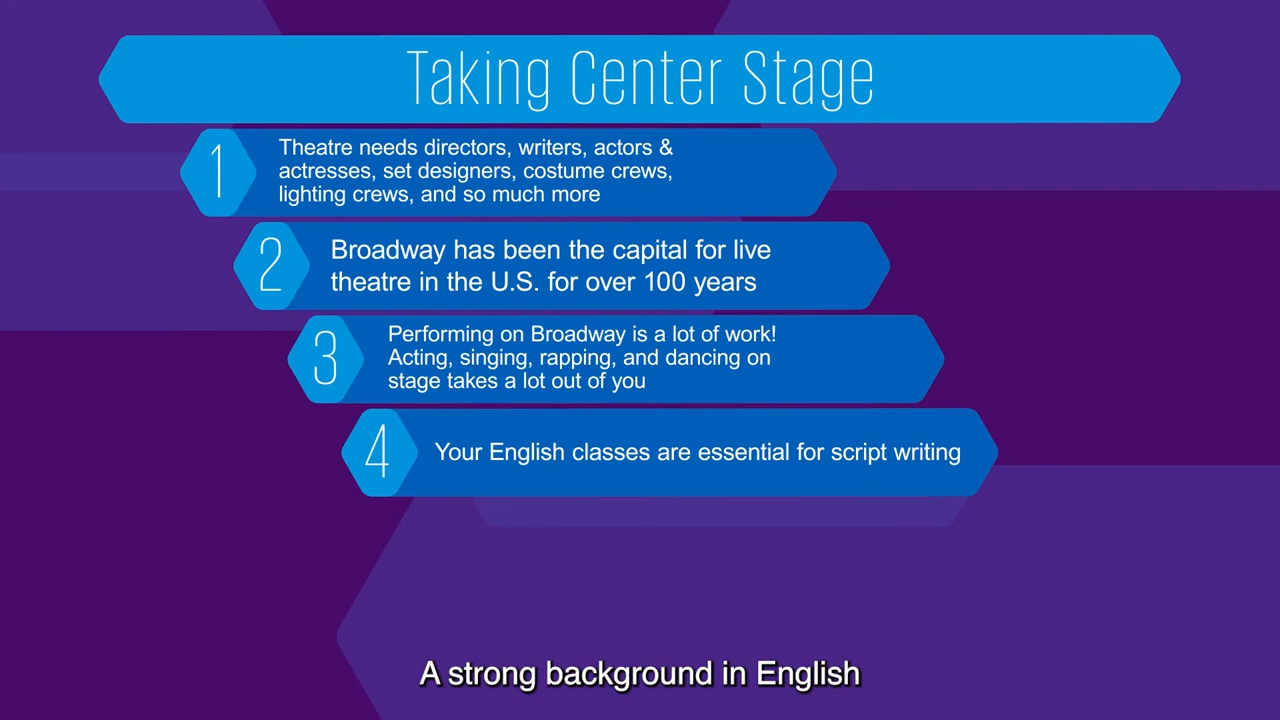 Taking Center Stage
1
Theatre needs directors, writers, actors &
actresses, set designers, costume crews,
lighting crews, and so much more
2
Broadway has been the capital for live
theatre in the U.S. for over 100 years
3
Performing on Broadway is a lot of work!
Acting, singing, rapping, and dancing on
stage takes a lot out of you
4
Your English classes are essential for script writing
A strong background in English